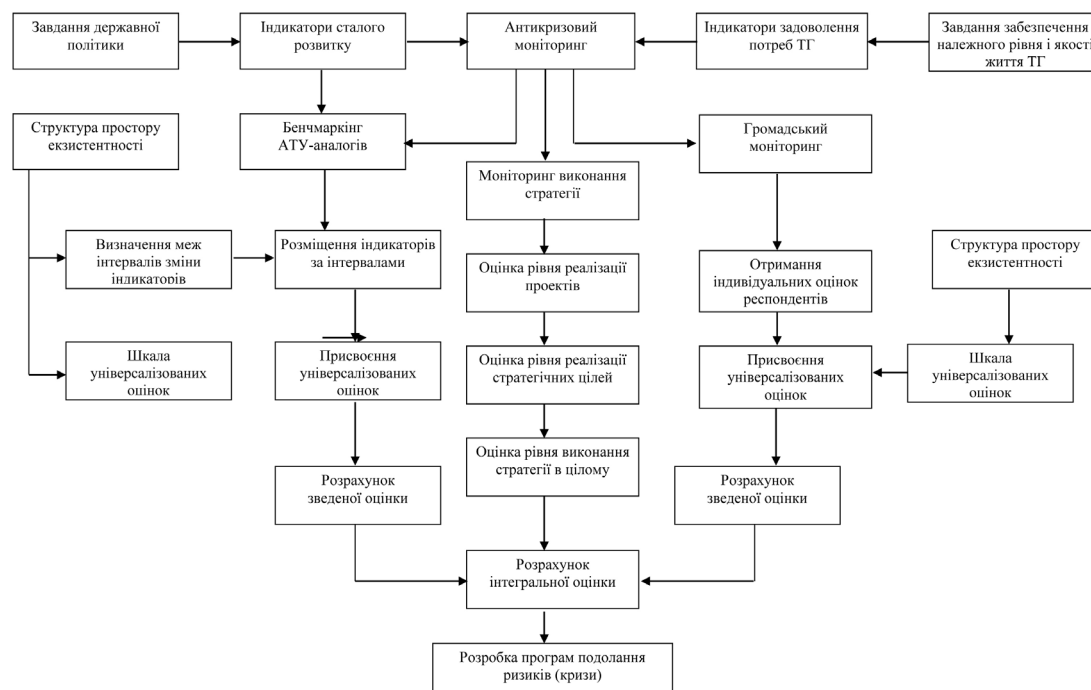 Завдання державної
політики
Індикатори сталого
розвитку
Антикризовий
моніторинг
Індикатори задоволення
потреб ТГ
Завдання забезпечення
належного рівня і якості
життя ТГ
Структура простору
екзистентності
Бенчмаркінг
АТУ-аналогів
Громадський
моніторинг
Моніторинг виконання
стратегії
Визначення меж
інтервалів зміни
індикаторів
Розміщення індикаторів
за інтервалами
Оцінка рівня реалізації
проектів
Отримання
індивідуальних оцінок
респондентів
Структура простору
екзистентності
Шкала
універсалізованих
оцінок
Присвоєння
універсалізованих
оцінок
Оцінка рівня реалізації
стратегічних цілей
Присвоєння
універсалізованих
оцінок
Шкала
універсалізованих
оцінок
Оцінка рівня виконання
стратегії в цілому
Розрахунок
зведеної оцінки
Розрахунок
зведеної оцінки
Розрахунок
інтегральної оцінки
Розробка програм подолання
ризиків (кризи)